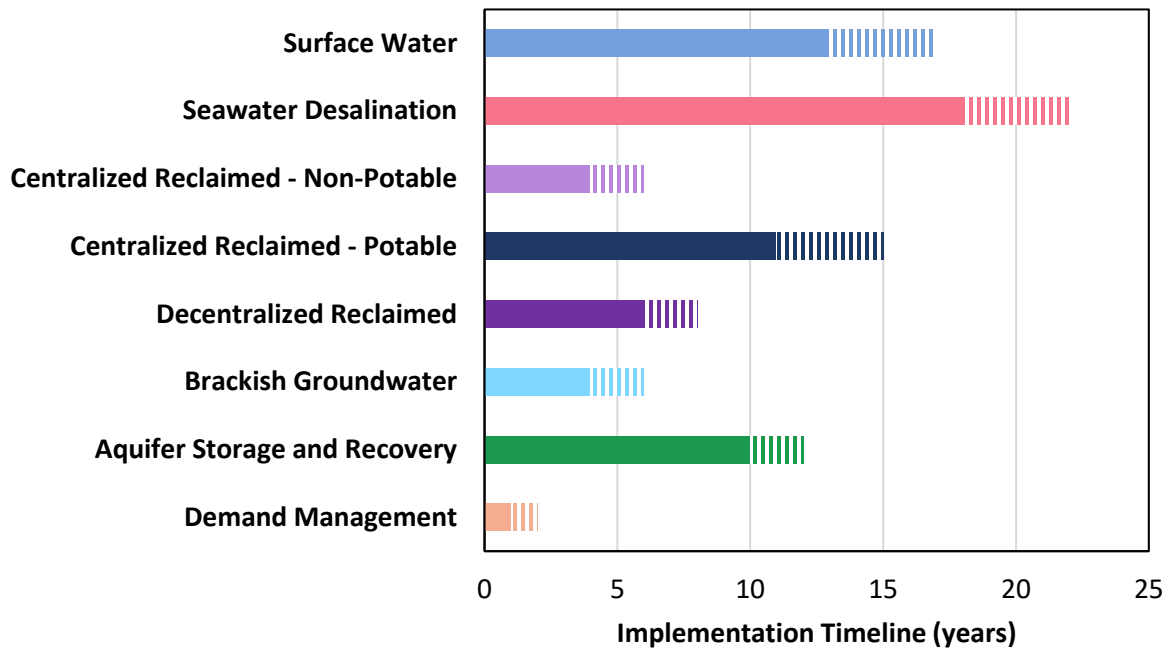 Surface Water
Seawater Desalination
Centralized Reclaimed - Non-Potable
Centralized Reclaimed - Potable
Decentralized Reclaimed
Brackish Groundwater
Aquifer Storage and Recovery
Demand Management
0 5 10 15 20 25
Implementation Timeline (years)